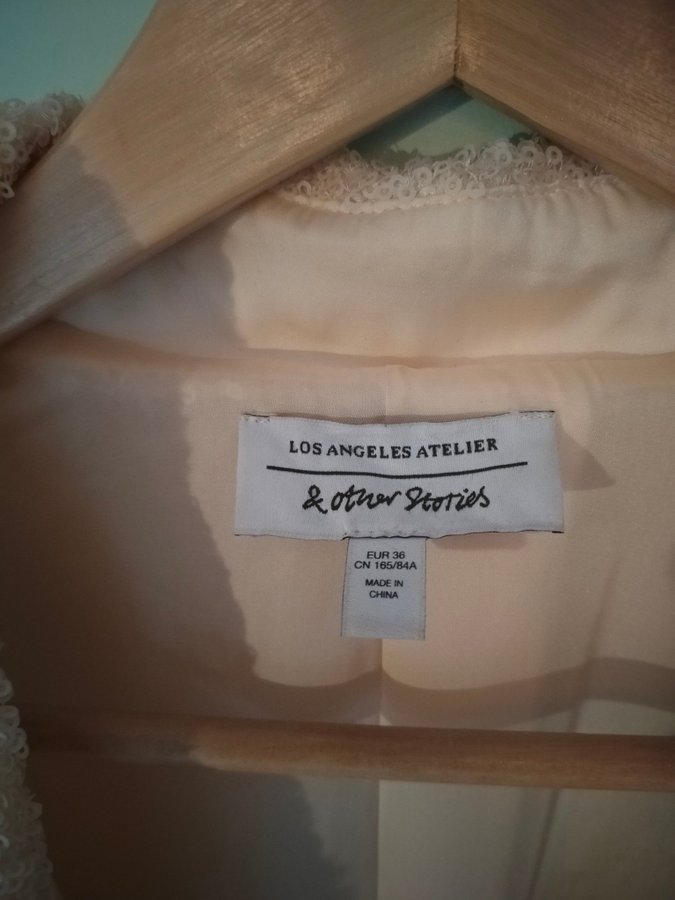 LOS ANGELES ATELIER
& other Stories
EUR 36
CN 165/84A
MADE IN
CHINA